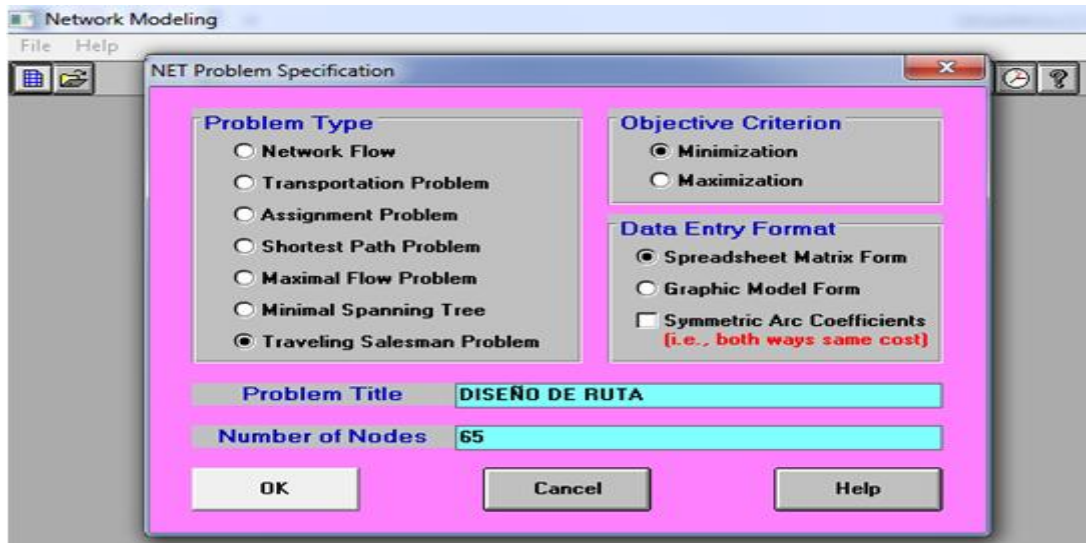 Network Modeling
File Help
NET Problem Specification
Problem Type
Network Flow
Transportation Problem
Assignment Problem
Shortest Path Problem
Maximal Flow Problem
Minimal Spanning Tree
Traveling Salesman Problem
Objective Criterion
Minimization
Maximization
Data Entry Format
Spreadsheet Matrix Form
Graphic Model Form
Symmetric Arc Coefficients
(i.e., both ways same cost)
Problem Title DISEÑO DE RUTA
Number of Nodes 65
OK Cancel Help